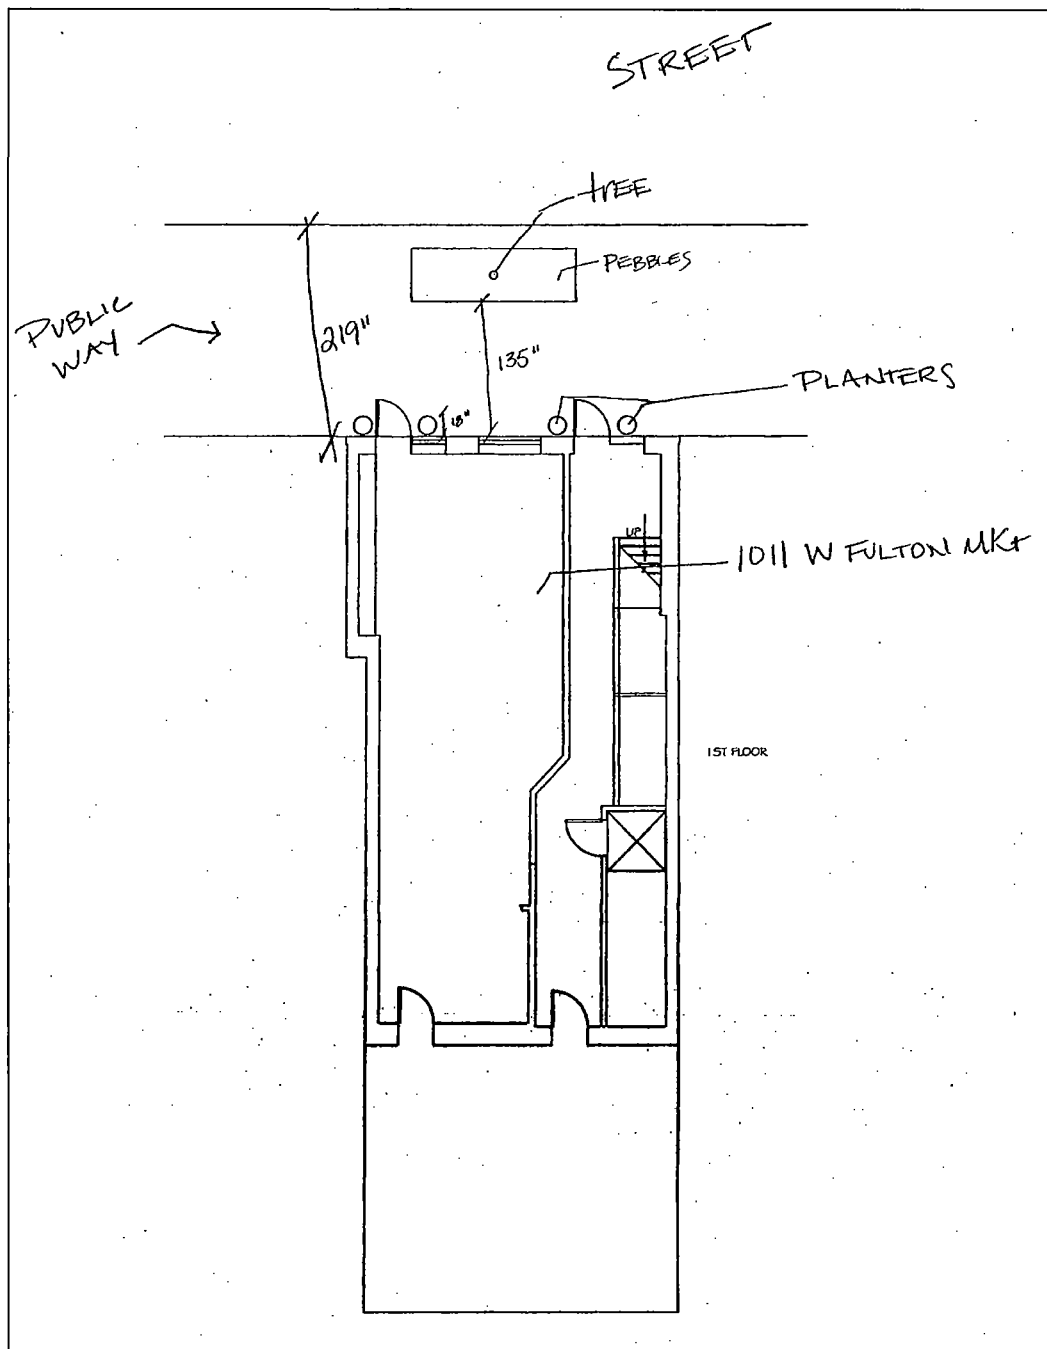 STREET
tree
PEBBLES
PUBLIC
WAY
219"
135"
PLANTERS
18"
UP
1011 W FULTON MKt
1ST FLOOR